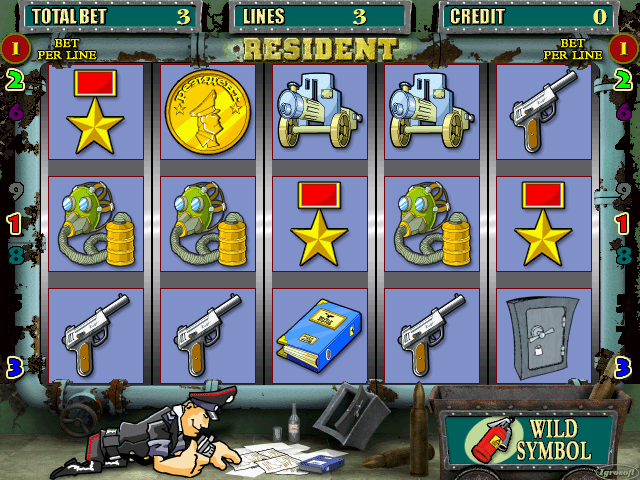 TOTAL BET 3
LINES 3
CREDIT 0
1
BET
PER LINE
RESIDENT
BET
PER LINE
1
2
2
6
6
9
9
1
1
8
8
3
3
WILD
SYMBOL
Igrosoft